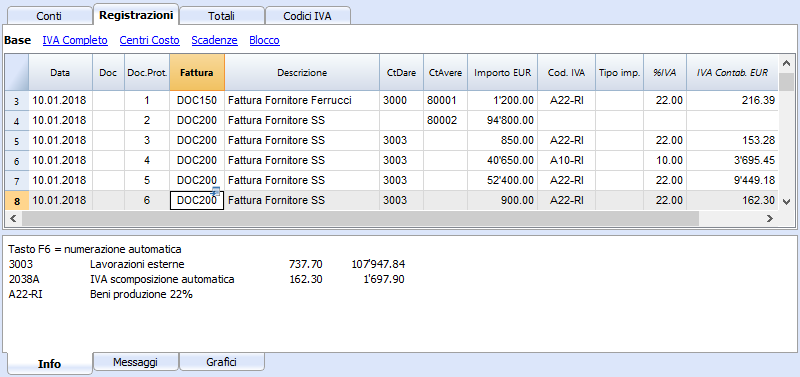 Conti Registrazioni Totali Codici IVA
Base IVA Completo Centri Costo Scadenze Blocco
Data Doc Doc.Prot. Fattura Descrizione CtDare CtAvere Importo EUR Cod. IVA Tipo imp. %IVA IVA Contab. EUR
3 10.01.2018 1 DOC150 Fattura Fornitore Ferrucci 3000 80001 1'200.00 A22-RI 22.00 216.39
4 10.01.2018 2 DOC200 Fattura Fornitore SS 80002 94'800.00
5 10.01.2018 3 DOC200 Fattura Fornitore SS 3003 850.00 A22-RI 22.00 153.28
6 10.01.2018 4 DOC200 Fattura Fornitore SS 3003 40'650.00 A10-RI 10.00 3'695.45
7 10.01.2018 5 DOC200 Fattura Fornitore SS 3003 52'400.00 A22-RI 22.00 9'449.18
8 10.01.2018 6 DOC200 Fattura Fornitore SS 3003 900.00 A22-RI 22.00 162.30
Tasto F6 = numerazione automatica
3003 Lavorazioni esterne 737.70 107'947.84
2038A IVA scomposizione automatica 162.30 1'697.90
A22-RI Beni produzione 22%
Info Messaggi Grafici